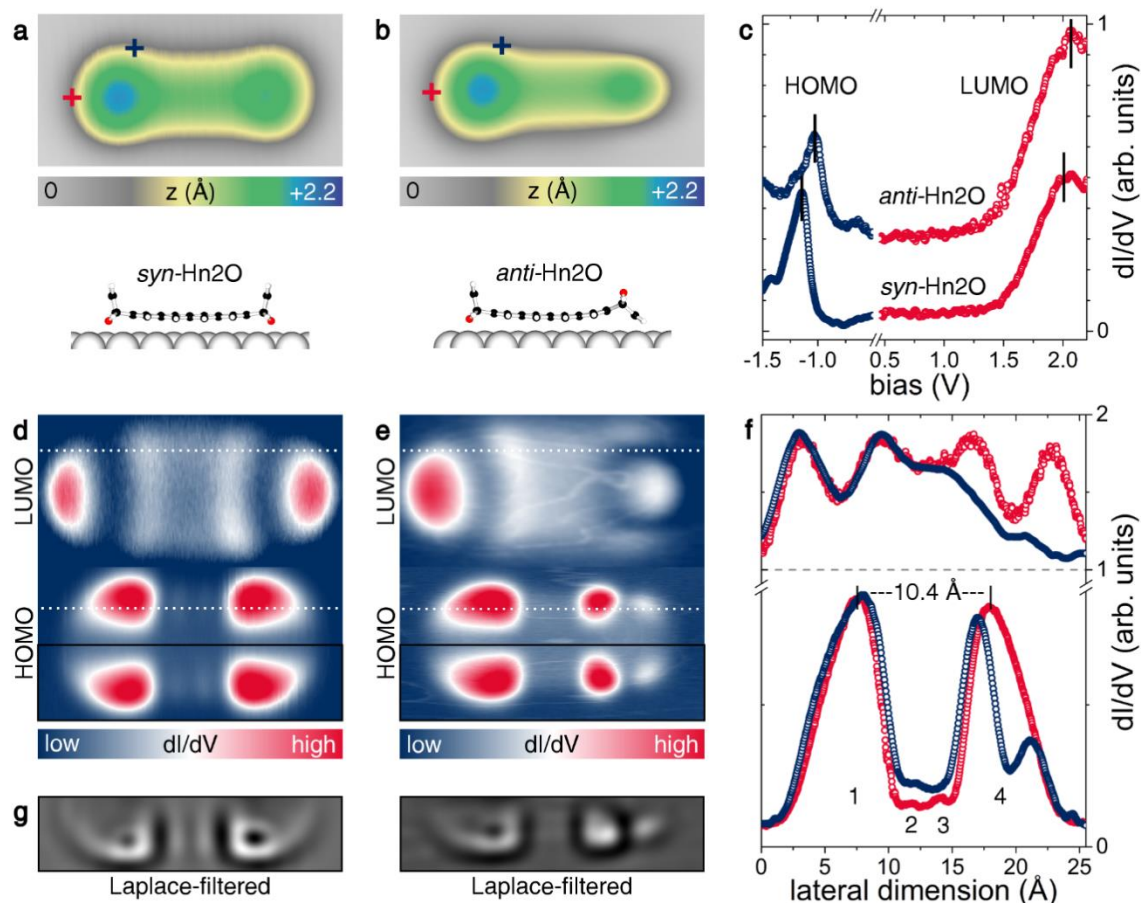 a
b
c
0 z (Å) +2.2
0 z (Å) +2.2
syn-Hn2O
anti-Hn2O
HOMO
LUMO
anti-Hn2O
syn-Hn2O
1
0
dI/dV (arb. units)
-1.5 -1.0 0.5 1.0 1.5 2.0
bias (V)
d
e
f
LUMO
HOMO
LUMO
HOMO
low dI/dV high
low dI/dV high
2
1
0
dI/dV (arb. units)
---10.4 Å---
1
2
3
4
0 5 10 15 20 25
lateral dimension (Å)
g
Laplace-filtered
Laplace-filtered